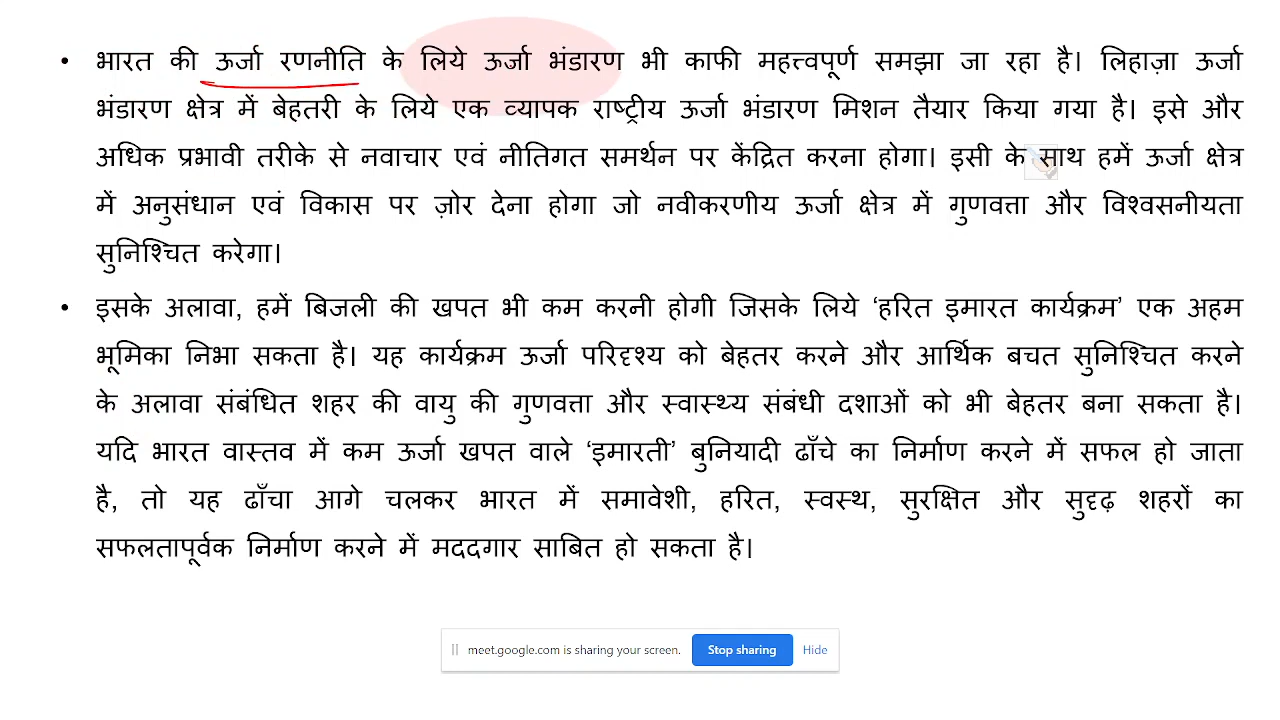 • भारत की ऊर्जा रणनीति के लिये ऊर्जा भंडारण भी काफी महत्त्वपूर्ण समझा जा रहा है। लिहाज़ा ऊर्जा
भंडारण क्षेत्र में बेहतरी के लिये एक व्यापक राष्ट्रीय ऊर्जा भंडारण मिशन तैयार किया गया है। इसे और
अधिक प्रभावी तरीके से नवाचार एवं नीतिगत समर्थन पर केंद्रित करना होगा। इसी के साथ हमें ऊर्जा क्षेत्र
में अनुसंधान एवं विकास पर ज़ोर देना होगा जो नवीकरणीय ऊर्जा क्षेत्र में गुणवत्ता और विश्वसनीयता
सुनिश्चित करेगा।
• इसके अलावा, हमें बिजली की खपत भी कम करनी होगी जिसके लिये ‘हरित इमारत कार्यक्रम’ एक अहम
भूमिका निभा सकता है। यह कार्यक्रम ऊर्जा परिदृश्य को बेहतर करने और आर्थिक बचत सुनिश्चित करने
के अलावा संबंधित शहर की वायु की गुणवत्ता और स्वास्थ्य संबंधी दशाओं को भी बेहतर बना सकता है।
यदि भारत वास्तव में कम ऊर्जा खपत वाले ‘इमारती’ बुनियादी ढाँचे का निर्माण करने में सफल हो जाता
है, तो यह ढाँचा आगे चलकर भारत में समावेशी, हरित, स्वस्थ, सुरक्षित और सुदृढ़ शहरों का
सफलतापूर्वक निर्माण करने में मददगार साबित हो सकता है।
meet.google.com is sharing your screen. Stop sharing Hide